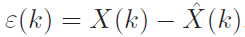 ε(k) = X(k) − X̂(k)